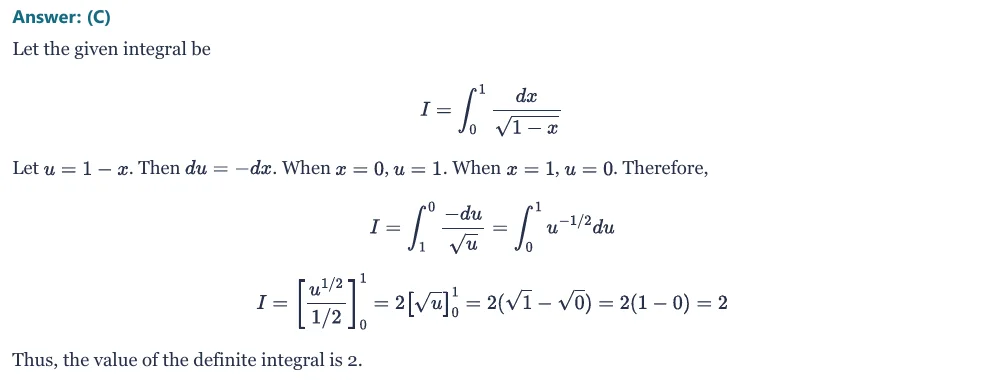 Answer: (C)
Let the given integral be
I = ∫₀¹ dx/√(1 − x)
Let u = 1 − x. Then du = −dx. When x = 0, u = 1. When x = 1, u = 0. Therefore,
I = ∫₁⁰ −du/√u = ∫₀¹ u^(−1/2) du
I = [u^(1/2)/(1/2)]₀¹ = 2[√u]₀¹ = 2(√1 − √0) = 2(1 − 0) = 2
Thus, the value of the definite integral is 2.